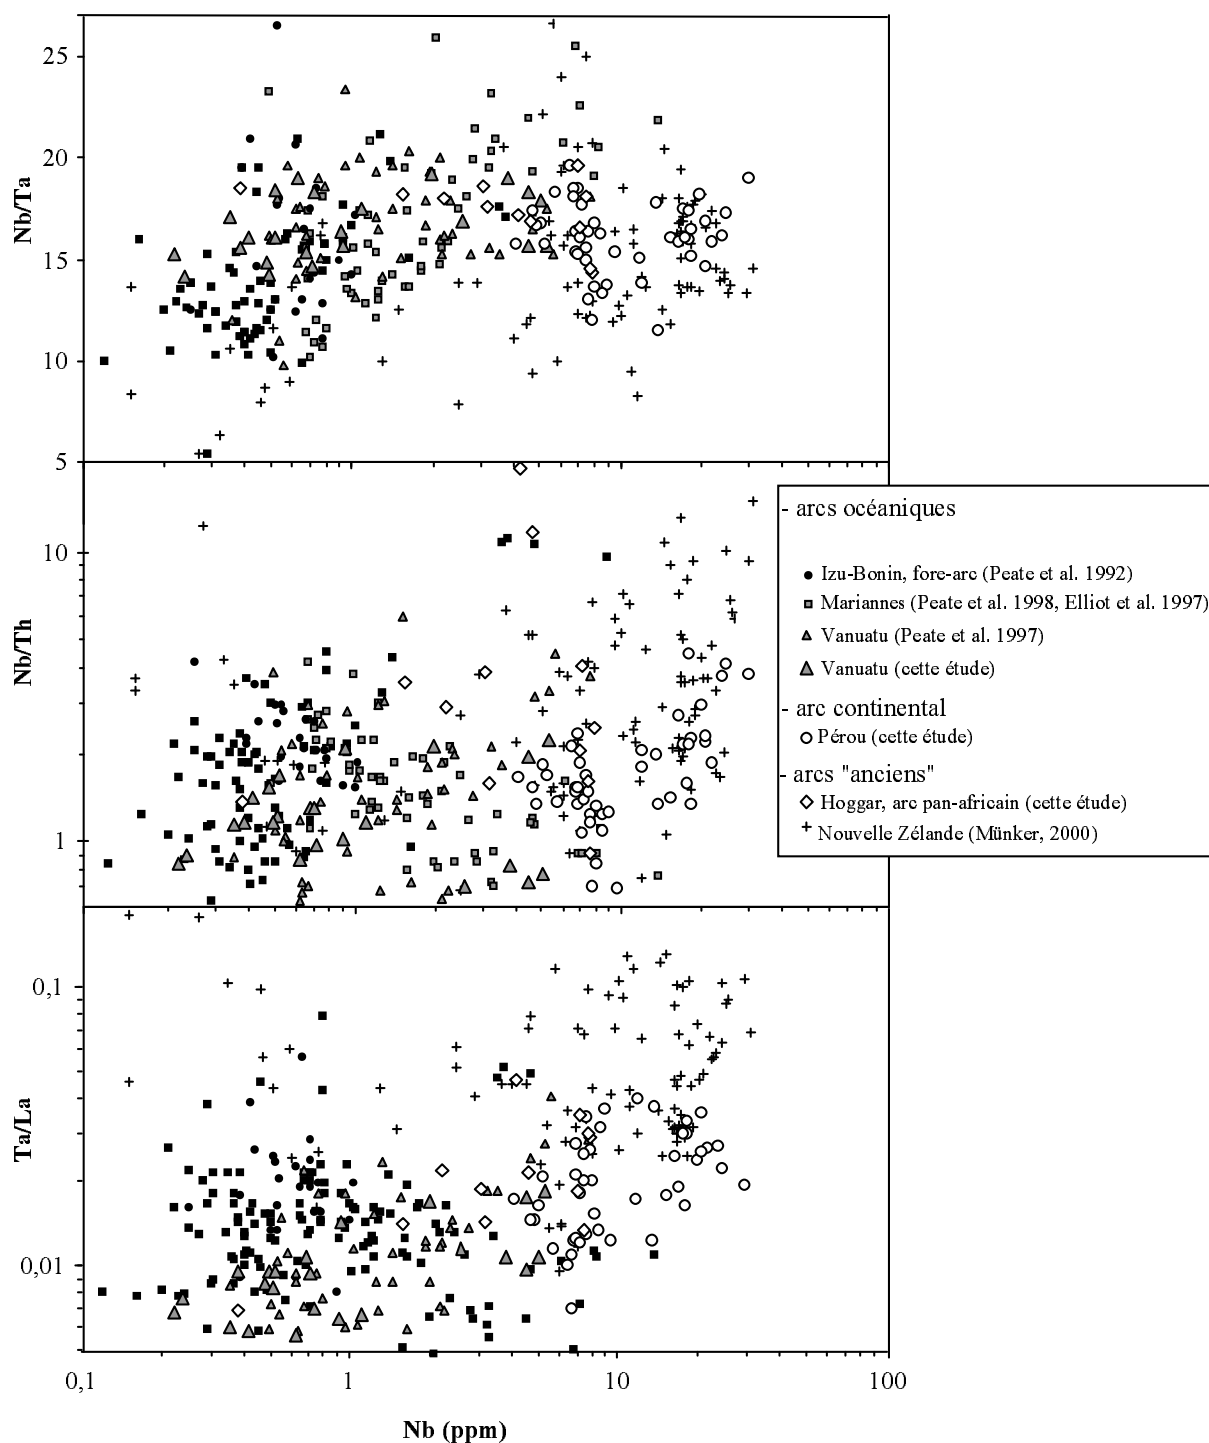 25
20
15
10
5
Nb/Ta
10
1
Nb/Th
0,1
0,01
Ta/La
- arcs océaniques
Izu-Bonin, fore-arc (Peate et al. 1992)
Mariannes (Peate et al. 1998, Elliot et al. 1997)
Vanuatu (Peate et al. 1997)
Vanuatu (cette étude)
- arc continental
Pérou (cette étude)
- arcs "anciens"
Hoggar, arc pan-africain (cette étude)
Nouvelle Zélande (Münker, 2000)
0,1 1 10 100
Nb (ppm)